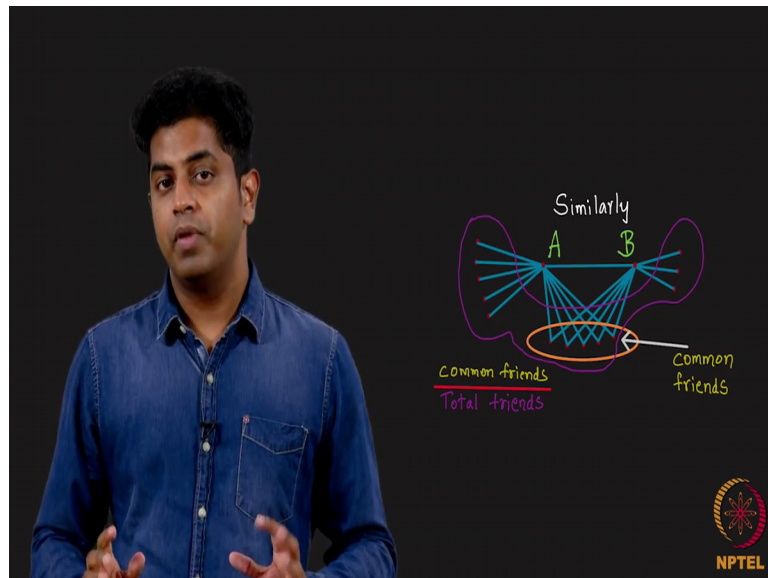 Similarly
A B
common friends
Total friends
common
friends
NPTEL